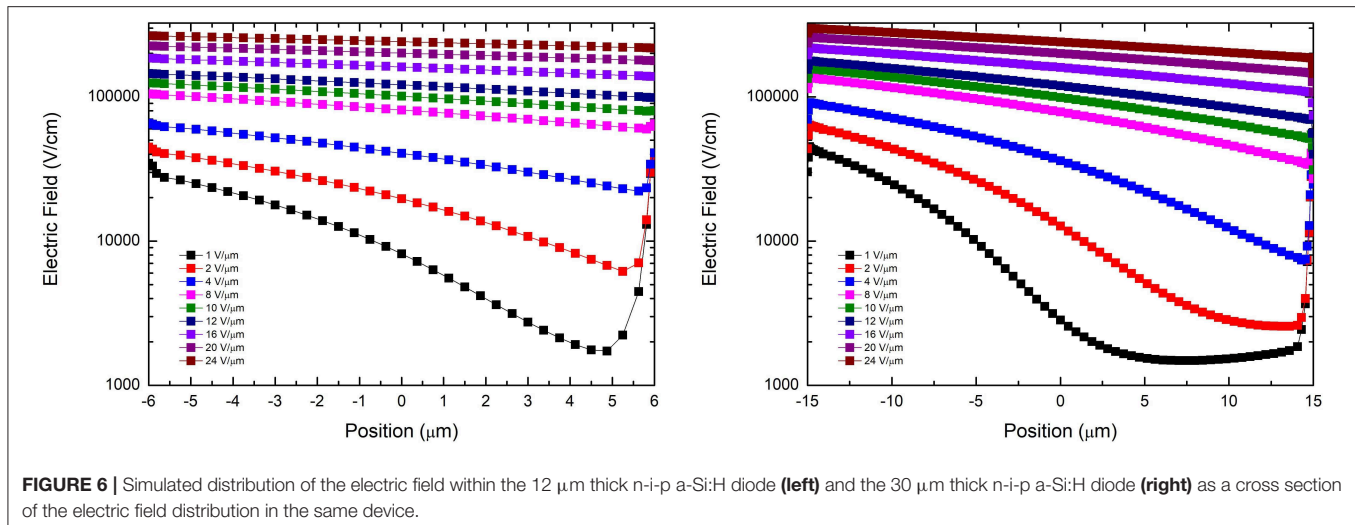 100000
10000
1000
Electric Field (V/cm)
1 V/μm
2 V/μm
4 V/μm
8 V/μm
10 V/μm
12 V/μm
16 V/μm
20 V/μm
24 V/μm
-6 -5 -4 -3 -2 -1 0 1 2 3 4 5 6
Position (μm)
100000
10000
1000
Electric Field (V/cm)
1 V/μm
2 V/μm
4 V/μm
8 V/μm
10 V/μm
12 V/μm
16 V/μm
20 V/μm
24 V/μm
-15 -10 -5 0 5 10 15
Position (μm)
FIGURE 6 | Simulated distribution of the electric field within the 12 μm thick n-i-p a-Si:H diode (left) and the 30 μm thick n-i-p a-Si:H diode (right) as a cross section
of the electric field distribution in the same device.